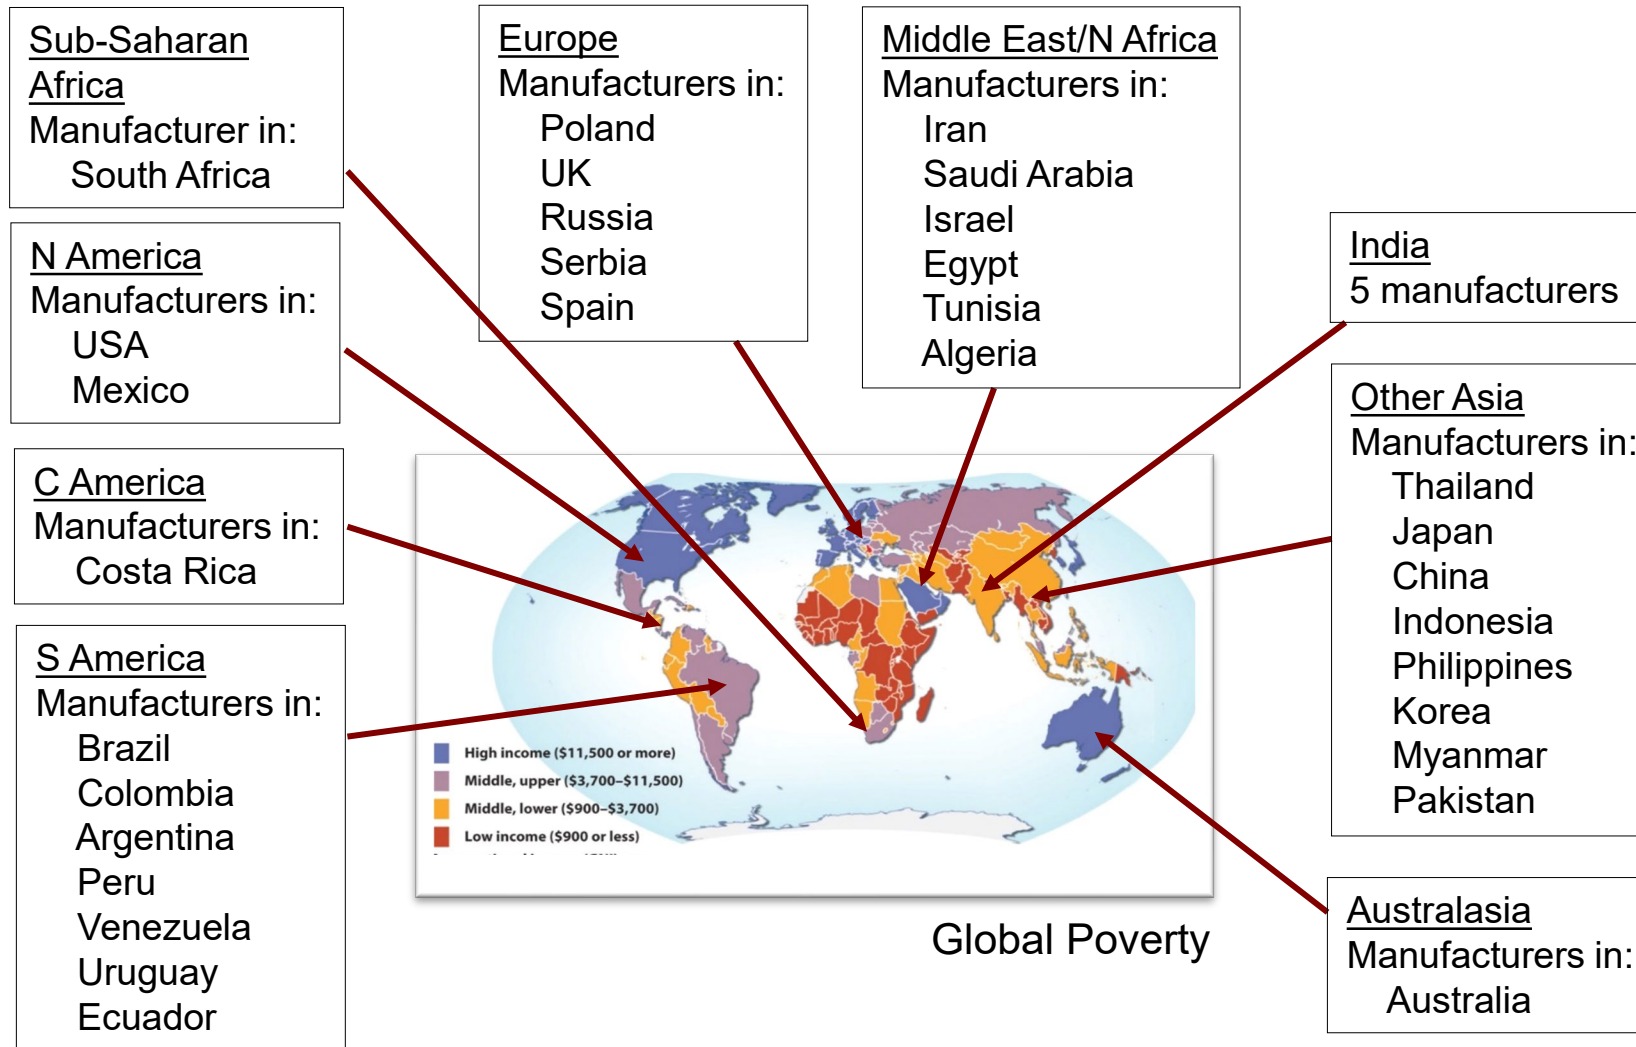 Sub-Saharan
Africa
Manufacturer in:
South Africa
N America
Manufacturers in:
USA
Mexico
C America
Manufacturers in:
Costa Rica
S America
Manufacturers in:
Brazil
Colombia
Argentina
Peru
Venezuela
Uruguay
Ecuador
Europe
Manufacturers in:
Poland
UK
Russia
Serbia
Spain
Middle East/N Africa
Manufacturers in:
Iran
Saudi Arabia
Israel
Egypt
Tunisia
Algeria
India
5 manufacturers
Other Asia
Manufacturers in:
Thailand
Japan
China
Indonesia
Philippines
Korea
Myanmar
Pakistan
Australasia
Manufacturers in:
Australia
High income ($11,500 or more)
Middle, upper ($3,700–$11,500)
Middle, lower ($900–$3,700)
Low income ($900 or less)
Global Poverty